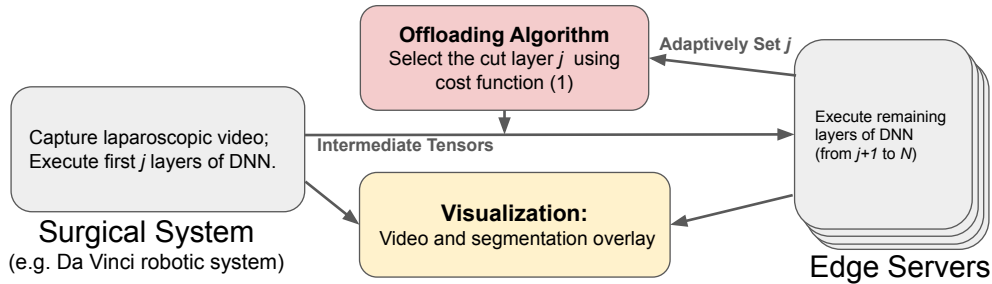 Offloading Algorithm
Select the cut layer j using
cost function (1)
Adaptively Set j
Capture laparoscopic video;
Execute first j layers of DNN.
Intermediate Tensors
Execute remaining
layers of DNN
(from j+1 to N)
Visualization:
Video and segmentation overlay
Surgical System
(e.g. Da Vinci robotic system)
Edge Servers